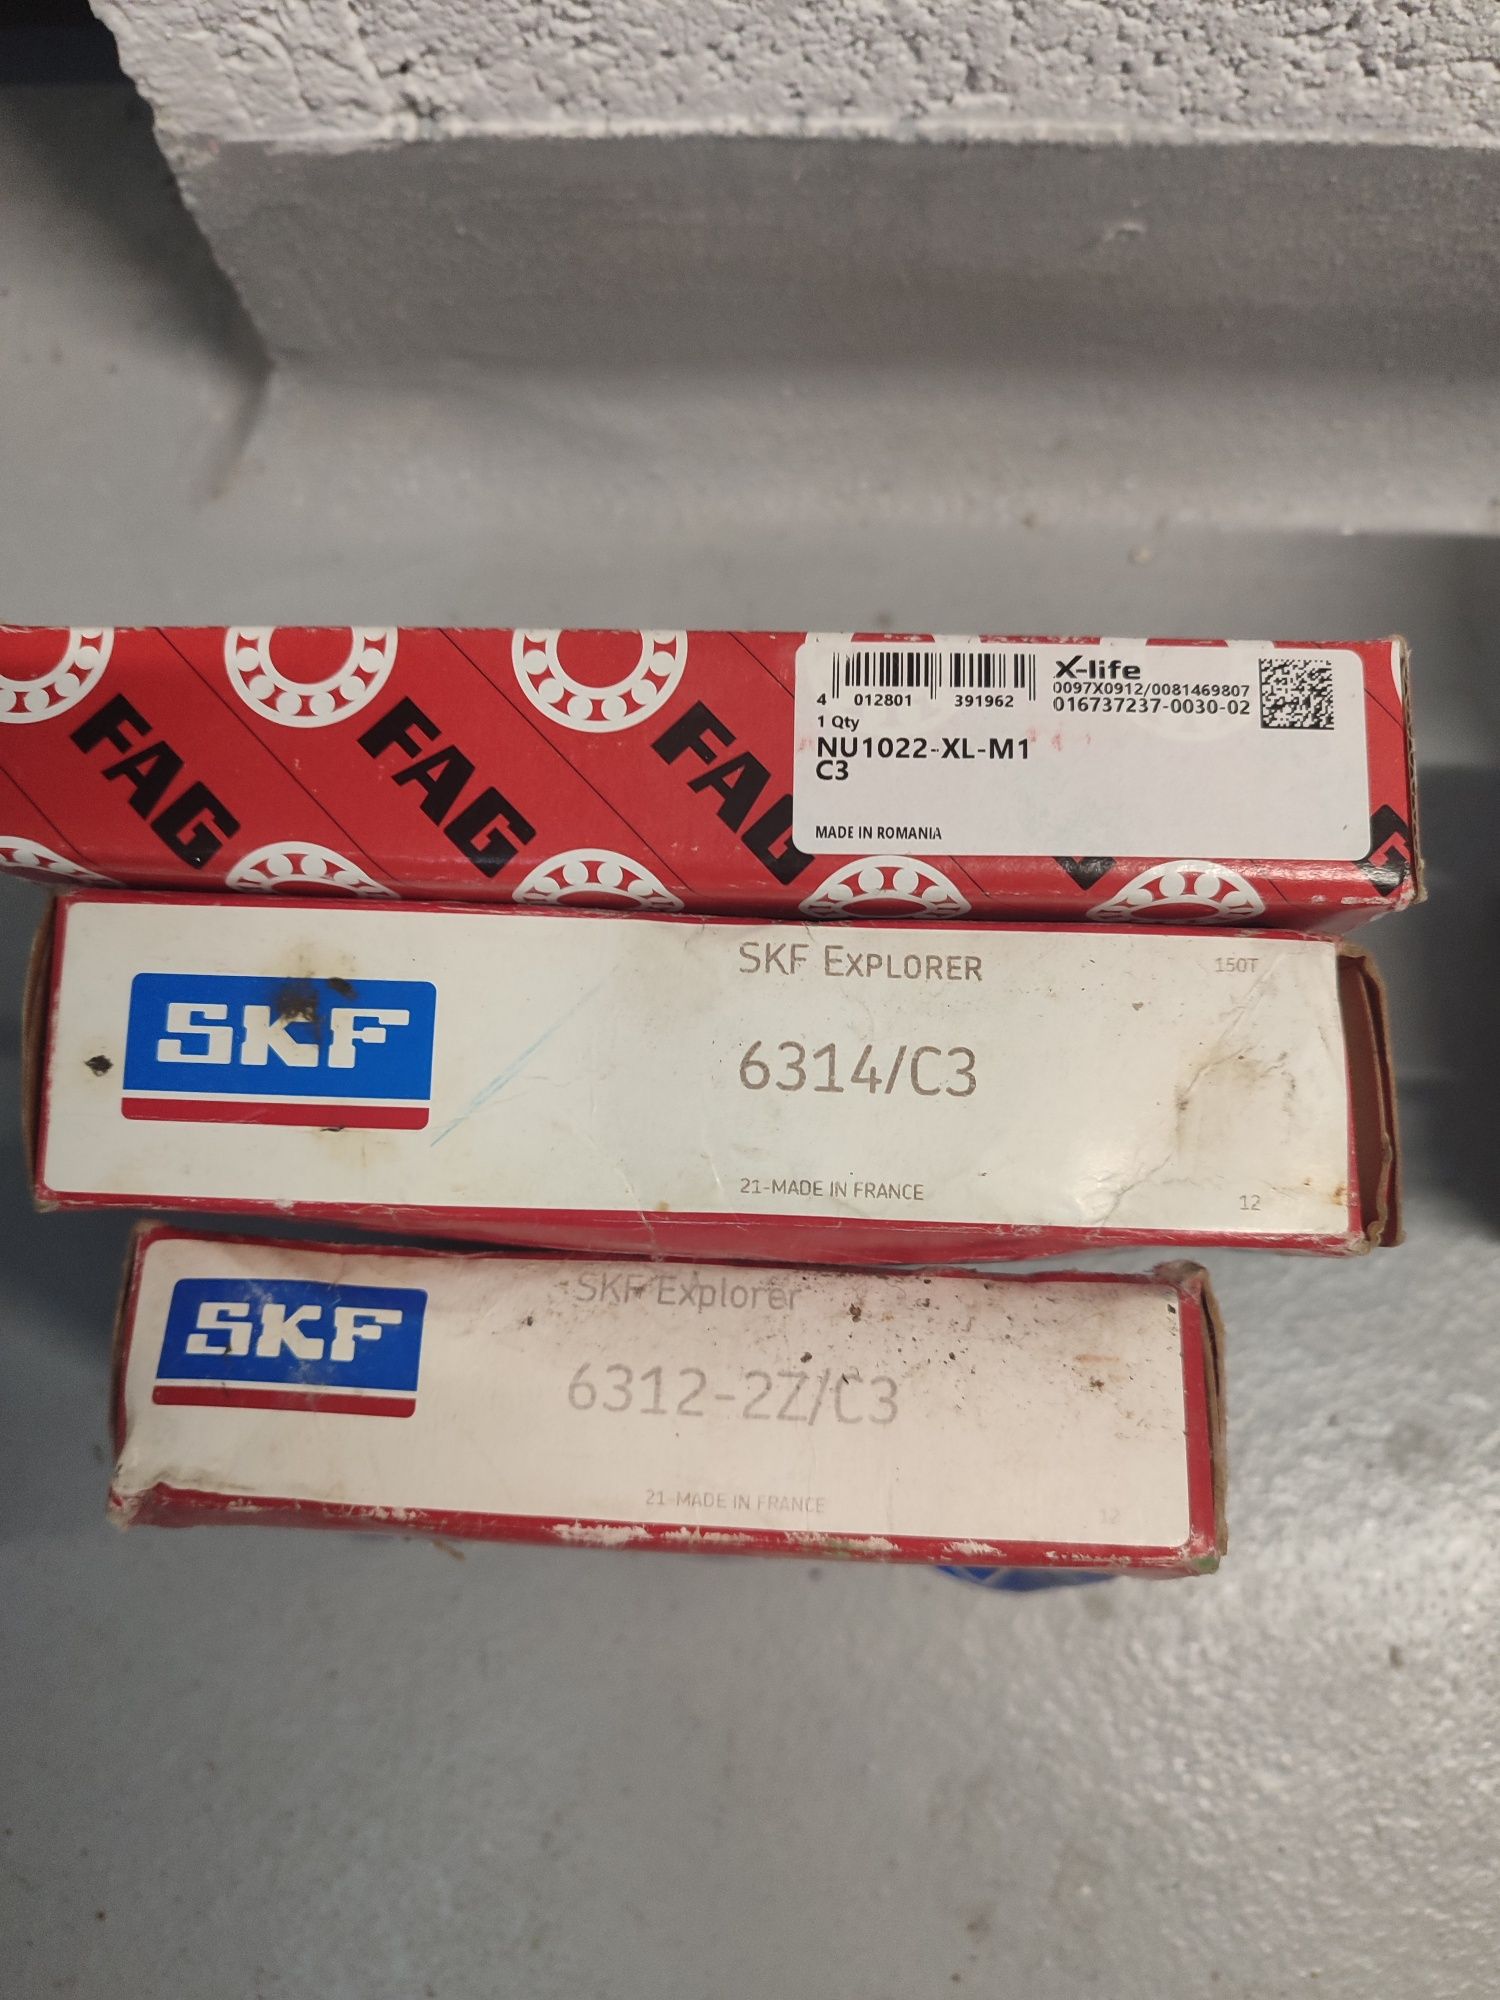 FAG
FAG
FAG
4 012801 391962
X-life
0097X0912/0081469807
016737237-0030-02
1 Qty
NU1022-XL-M1
C3
MADE IN ROMANIA
SKF
SKF EXPLORER
150T
6314/C3
21-MADE IN FRANCE
12
SKF
SKF Explorer
6312-2Z/C3
21-MADE IN FRANCE
12